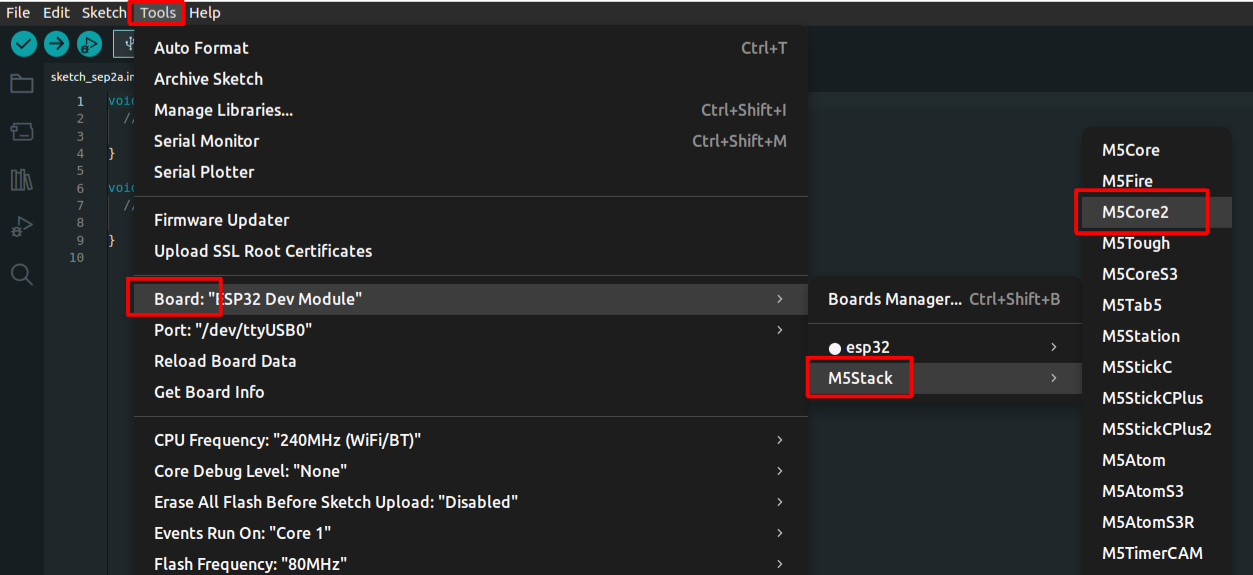 File Edit Sketch Tools Help
sketch_sep2a.in
Auto Format Ctrl+T
Archive Sketch
Manage Libraries... Ctrl+Shift+I
Serial Monitor Ctrl+Shift+M
Serial Plotter
Firmware Updater
Upload SSL Root Certificates
Board: "ESP32 Dev Module"
Port: "/dev/ttyUSB0"
Reload Board Data
Get Board Info
CPU Frequency: "240MHz (WiFi/BT)"
Core Debug Level: "None"
Erase All Flash Before Sketch Upload: "Disabled"
Events Run On: "Core 1"
Flash Frequency: "80MHz"
1 void
2 //
3
4 }
5
6 void
7 //
8
9 }
10
Boards Manager... Ctrl+Shift+B
esp32
M5Stack
M5Core
M5Fire
M5Core2
M5Tough
M5CoreS3
M5Tab5
M5Station
M5StickC
M5StickCPlus
M5StickCPlus2
M5Atom
M5AtomS3
M5AtomS3R
M5TimerCAM